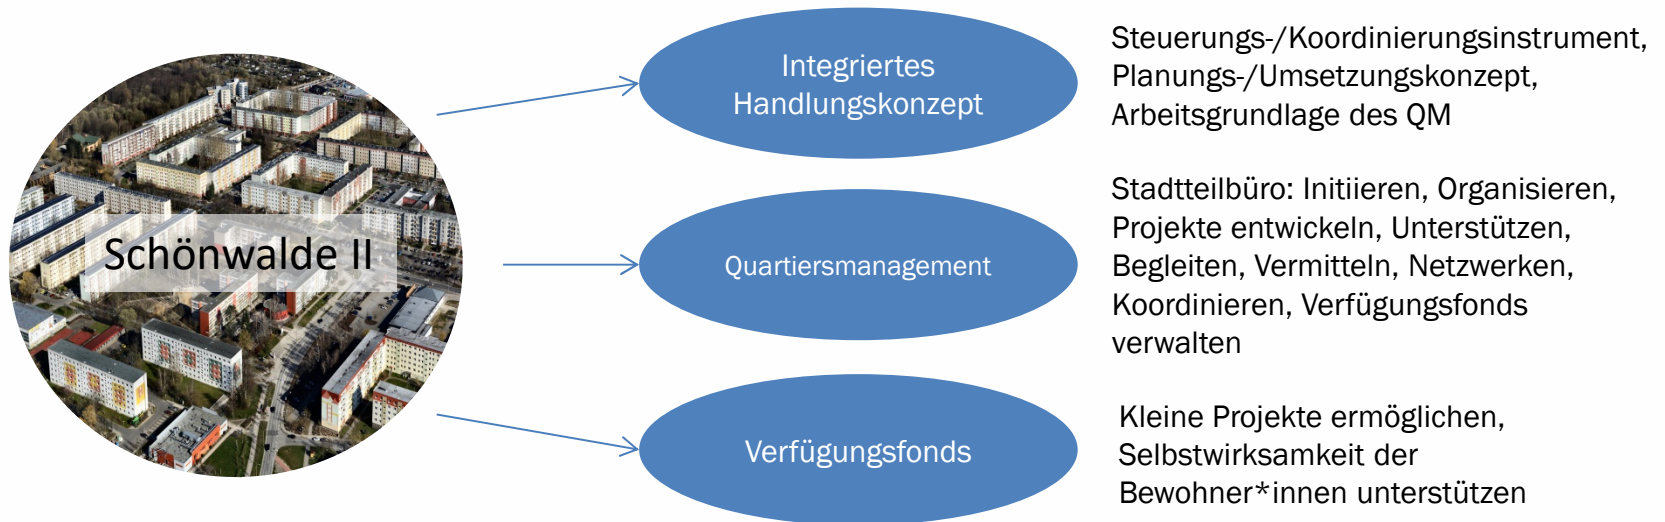 Schönwalde II
Integriertes
Handlungskonzept
Steuerungs-/Koordinierungsinstrument,
Planungs-/Umsetzungskonzept,
Arbeitsgrundlage des QM
Quartiersmanagement
Stadtteilbüro: Initiieren, Organisieren,
Projekte entwickeln, Unterstützen,
Begleiten, Vermitteln, Netzwerken,
Koordinieren, Verfügungsfonds
verwalten
Verfügungsfonds
Kleine Projekte ermöglichen,
Selbstwirksamkeit der
Bewohner*innen unterstützen